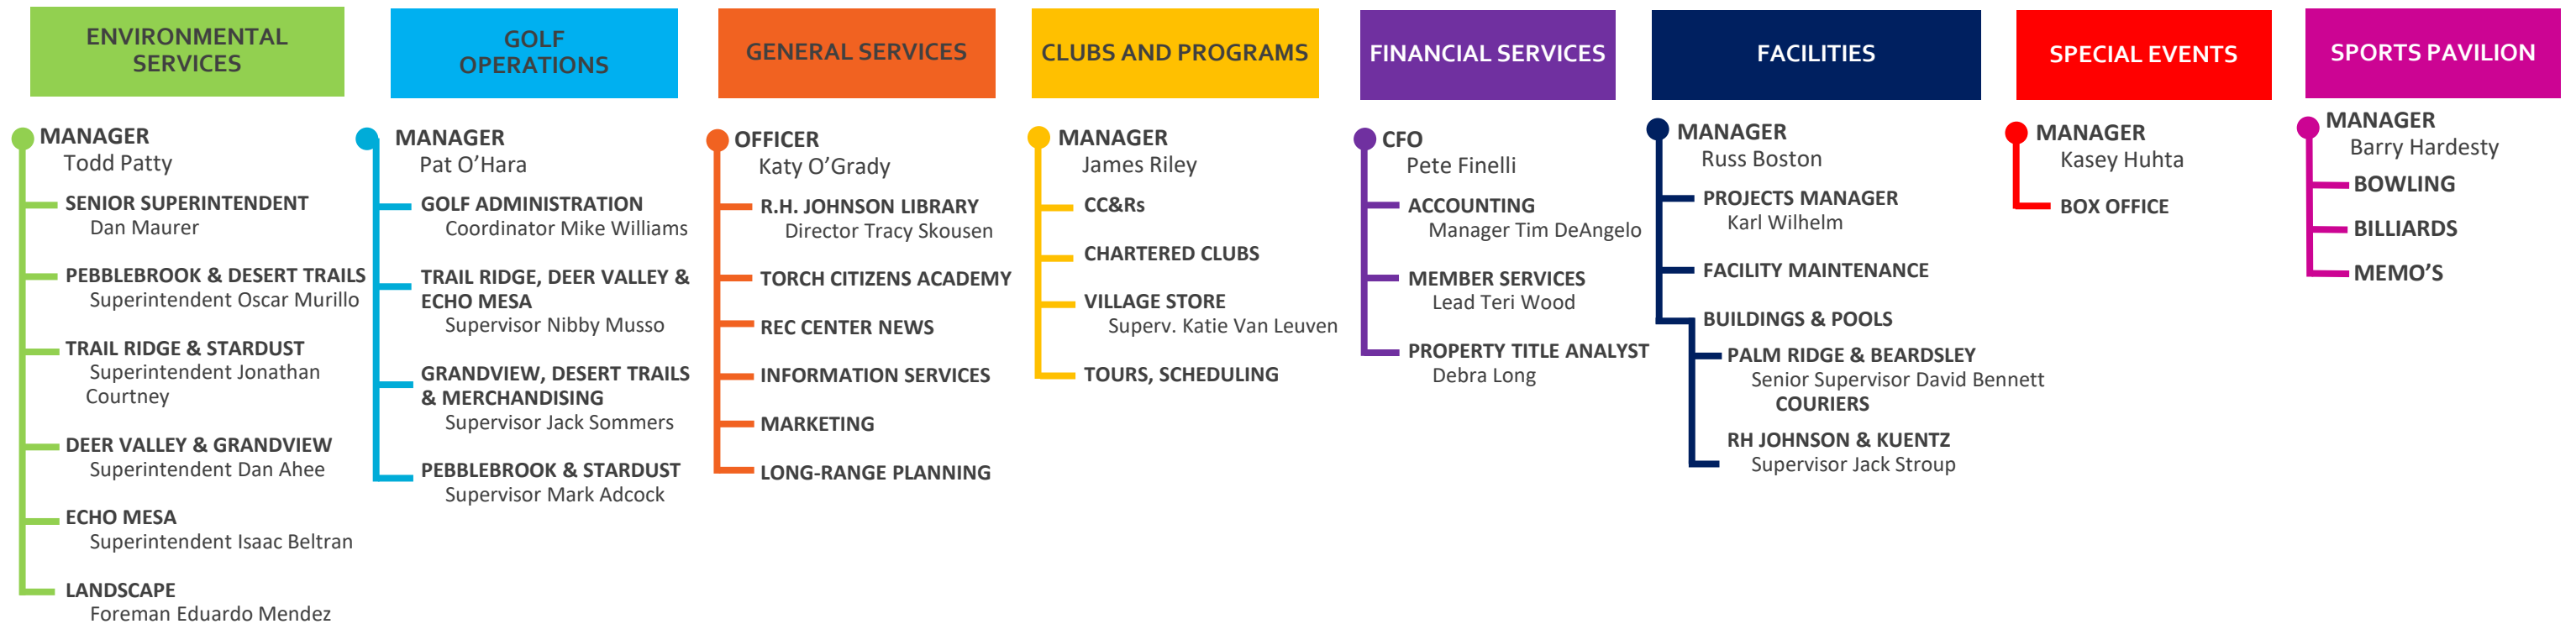 ENVIRONMENTAL
SERVICES
MANAGER
Todd Patty
SENIOR SUPERINTENDENT
Dan Maurer
PEBBLEBROOK & DESERT TRAILS
Superintendent Oscar Murillo
TRAIL RIDGE & STARDUST
Superintendent Jonathan
Courtney
DEER VALLEY & GRANDVIEW
Superintendent Dan Ahee
ECHO MESA
Superintendent Isaac Beltran
LANDSCAPE
Foreman Eduardo Mendez
GOLF
OPERATIONS
MANAGER
Pat O’Hara
GOLF ADMINISTRATION
Coordinator Mike Williams
TRAIL RIDGE, DEER VALLEY &
ECHO MESA
Supervisor Nibby Musso
GRANDVIEW, DESERT TRAILS
& MERCHANDISING
Supervisor Jack Sommers
PEBBLEBROOK & STARDUST
Supervisor Mark Adcock
GENERAL SERVICES
OFFICER
Katy O’Grady
R.H. JOHNSON LIBRARY
Director Tracy Skousen
TORCH CITIZENS ACADEMY
REC CENTER NEWS
INFORMATION SERVICES
MARKETING
LONG-RANGE PLANNING
CLUBS AND PROGRAMS
MANAGER
James Riley
CC&Rs
CHARTERED CLUBS
VILLAGE STORE
Superv. Katie Van Leuven
TOURS, SCHEDULING
FINANCIAL SERVICES
CFO
Pete Finelli
ACCOUNTING
Manager Tim DeAngelo
MEMBER SERVICES
Lead Teri Wood
PROPERTY TITLE ANALYST
Debra Long
FACILITIES
MANAGER
Russ Boston
PROJECTS MANAGER
Karl Wilhelm
FACILITY MAINTENANCE
BUILDINGS & POOLS
PALM RIDGE & BEARDSLEY
Senior Supervisor David Bennett
COURIERS
RH JOHNSON & KUENTZ
Supervisor Jack Stroup
SPECIAL EVENTS
MANAGER
Kasey Huhta
BOX OFFICE
SPORTS PAVILION
MANAGER
Barry Hardesty
BOWLING
BILLIARDS
MEMO’S